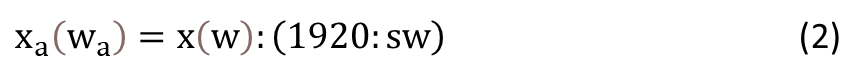 xₐ(wₐ) = x(w):(1920:sw) (2)